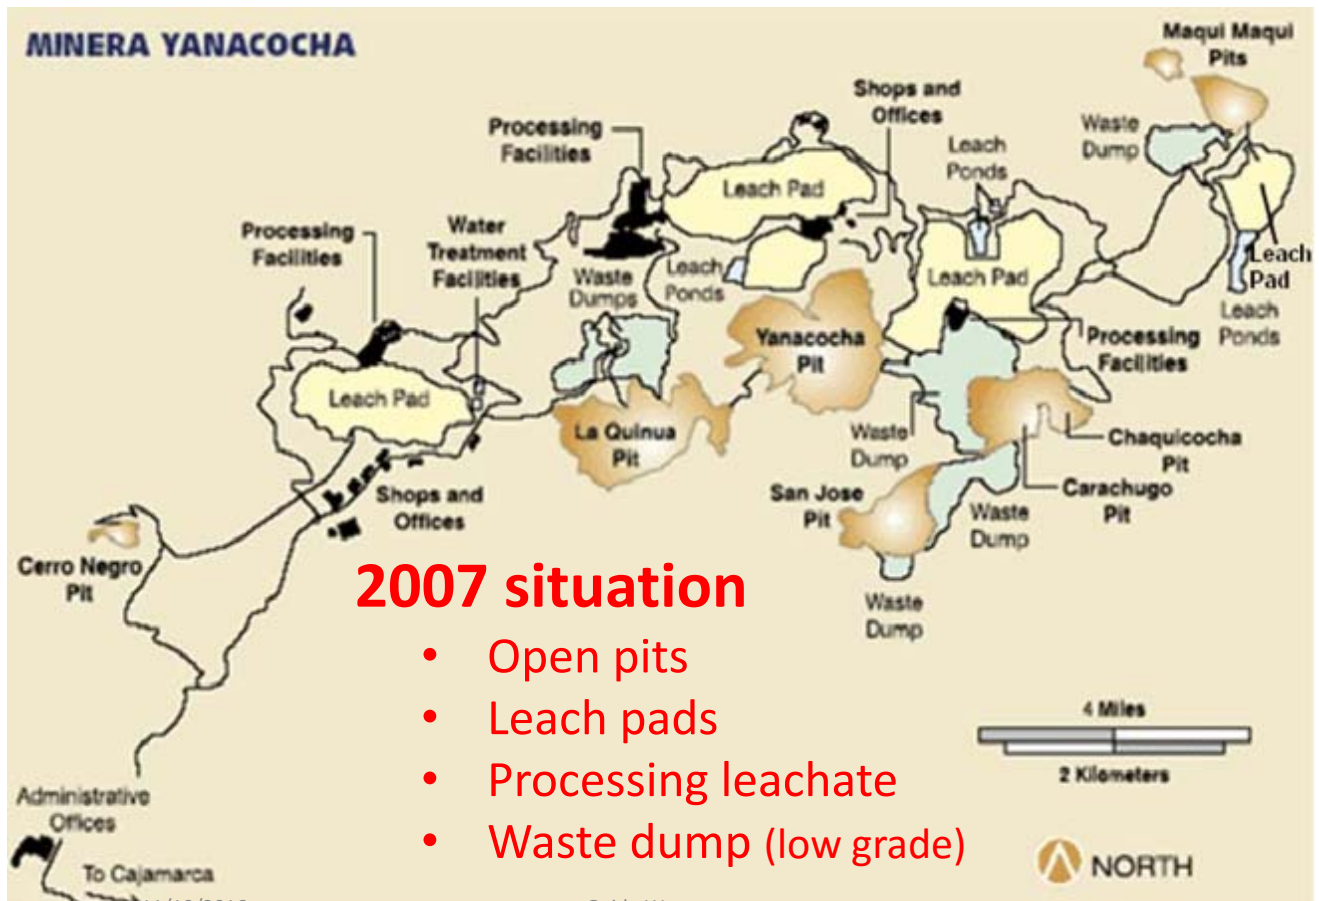 MINERA YANACOCHA
Maqui Maqui
Pits
Shops and
Offices
Processing
Facilities
Waste
Dump
Leach
Ponds
Leach Pad
Processing
Facilities
Water
Treatment
Facilities
Waste
Dumps
Leach
Ponds
Leach Pad
Leach
Pad
Leach
Ponds
Yanacocha
Pit
Processing
Facilities
Leach Pad
La Quinua
Pit
Waste
Dump
Chaquicocha
Pit
Carachugo
Pit
San Jose
Pit
Waste
Dump
Shops and
Offices
Cerro Negro
Pit
Waste
Dump
2007 situation
• Open pits
• Leach pads
• Processing leachate
• Waste dump (low grade)
4 Miles
2 Kilometers
Administrative
Offices
To Cajamarca
NORTH